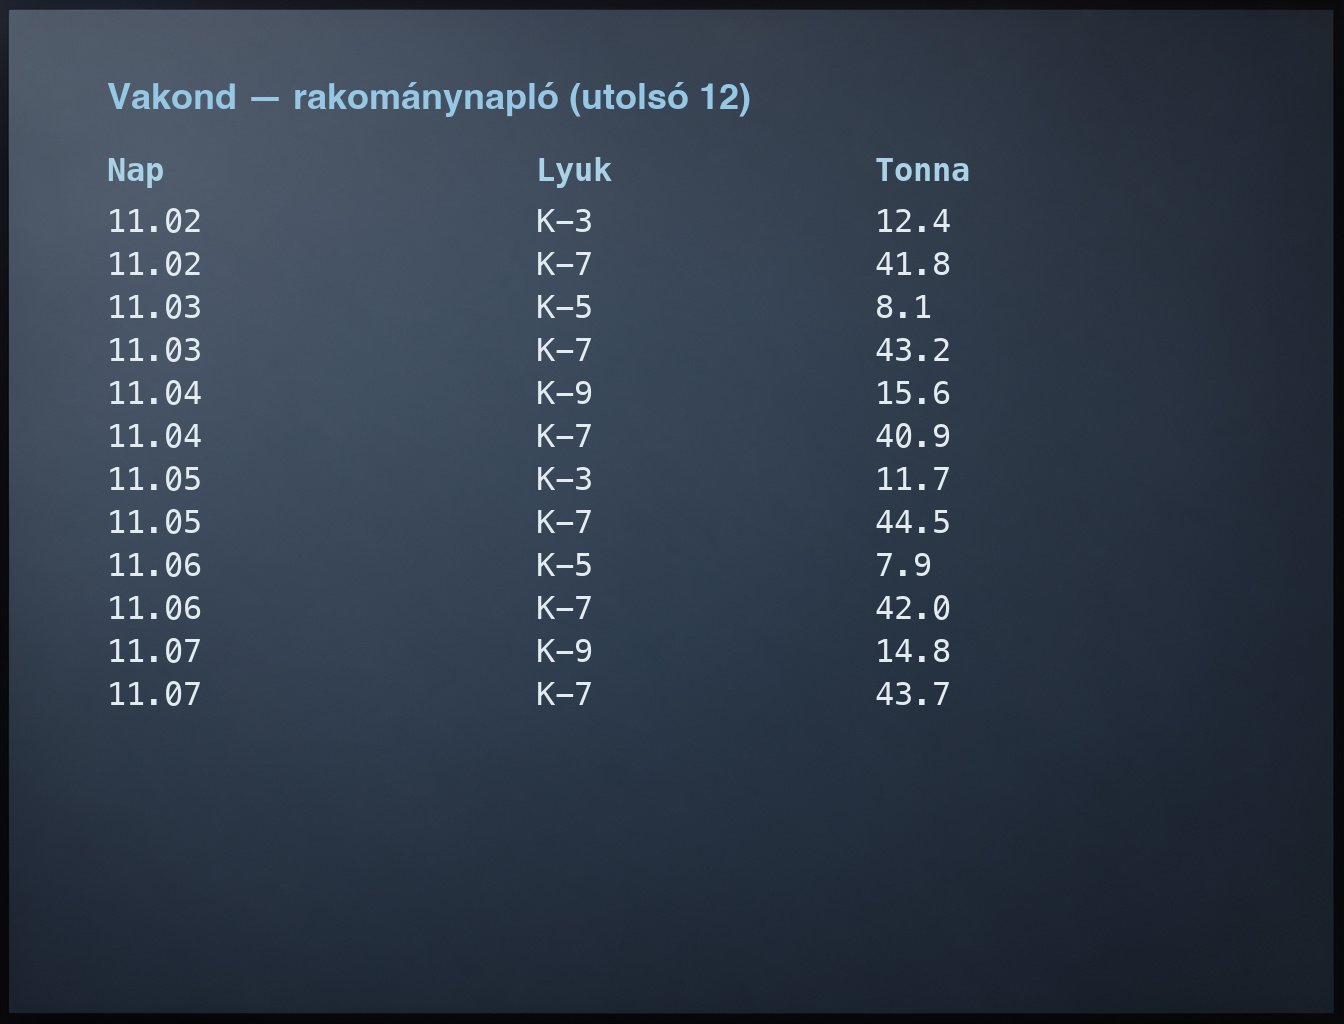 Vakond — rakománynapló (utolsó 12)
Nap Lyuk Tonna
11.02 K–3 12.4
11.02 K–7 41.8
11.03 K–5 8.1
11.03 K–7 43.2
11.04 K–9 15.6
11.04 K–7 40.9
11.05 K–3 11.7
11.05 K–7 44.5
11.06 K–5 7.9
11.06 K–7 42.0
11.07 K–9 14.8
11.07 K–7 43.7